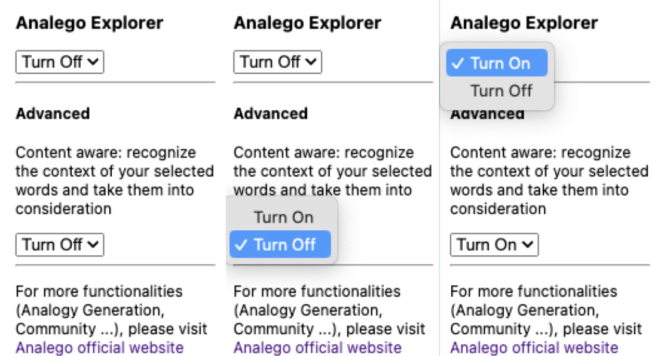 Analego Explorer
Turn Off
Advanced
Content aware: recognize
the context of your selected
words and take them into
consideration
Turn Off
For more functionalities
(Analogy Generation,
Community ...), please visit
Analego official website
Analego Explorer
Turn Off
Advanced
Content aware: recognize
the context of your selected
words and take them into
Turn On
✓ Turn Off
For more functionalities
(Analogy Generation,
Community ...), please visit
Analego official website
Analego Explorer
✓ Turn On
Turn Off
Advanced
Content aware: recognize
the context of your selected
words and take them into
consideration
Turn On
For more functionalities
(Analogy Generation,
Community ...), please visit
Analego official website